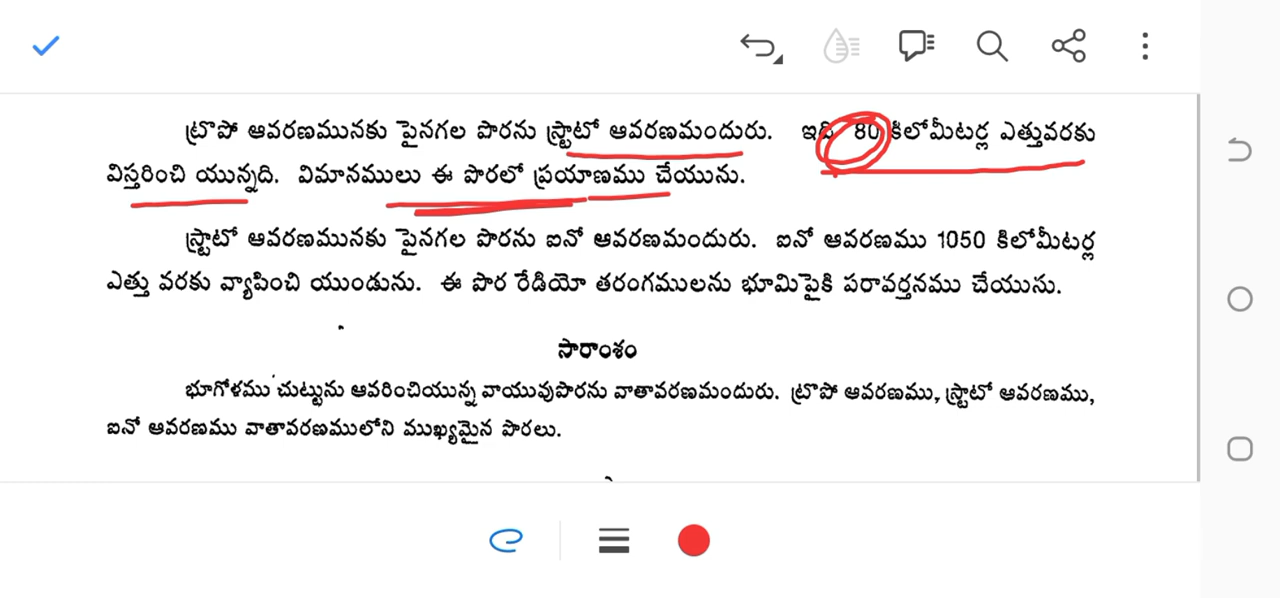 ట్రొపో ఆవరణమునకు పైనగల పొరను స్ట్రాటో ఆవరణమందురు. ఇది 80 కిలోమీటర్ల ఎత్తువరకు
విస్తరించి యున్నది. విమానములు ఈ పొరలో ప్రయాణము చేయును.
స్ట్రాటో ఆవరణమునకు పైనగల పొరను ఐనో ఆవరణమందురు. ఐనో ఆవరణము 1050 కిలోమీటర్ల
ఎత్తు వరకు వ్యాపించి యుండును. ఈ పొర రేడియో తరంగములను భూమిపైకి పరావర్తనము చేయును.
సారాంశం
భూగోళము చుట్టును ఆవరించియున్న వాయువుపొరను వాతావరణమందురు. ట్రొపో ఆవరణము, స్ట్రాటో ఆవరణము,
ఐనో ఆవరణము వాతావరణములోని ముఖ్యమైన పొరలు.